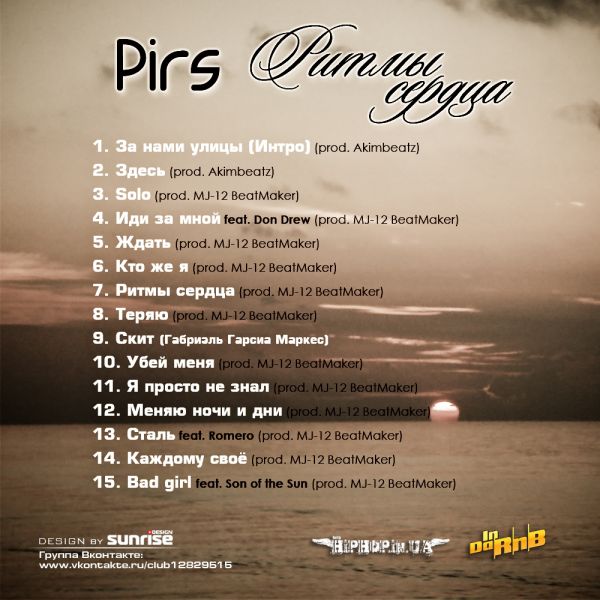 Pirs Ритмы сердца
1. За нами улицы (Интро) (prod. Akimbeatz)
2. Здесь (prod. Akimbeatz)
3. Solo (prod. MJ-12 BeatMaker)
4. Иди за мной feat. Don Drew (prod. MJ-12 BeatMaker)
5. Ждать (prod. MJ-12 BeatMaker)
6. Кто же я (prod. MJ-12 BeatMaker)
7. Ритмы сердца (prod. MJ-12 BeatMaker)
8. Теряю (prod. MJ-12 BeatMaker)
9. Скит (Габриэль Гарсиа Маркес)
10. Убей меня (prod. MJ-12 BeatMaker)
11. Я просто не знал (prod. MJ-12 BeatMaker)
12. Меняю ночи и дни (prod. MJ-12 BeatMaker)
13. Сталь feat. Romero (prod. MJ-12 BeatMaker)
14. Каждому своё (prod. MJ-12 BeatMaker)
15. Bad girl feat. Son of the Sun (prod. MJ-12 BeatMaker)
DESIGN BY sunrise DESIGN
Группа Вконтакте:
www.vkontakte.ru/club12829515
HIPHOP.IN.UA
In Da RnB